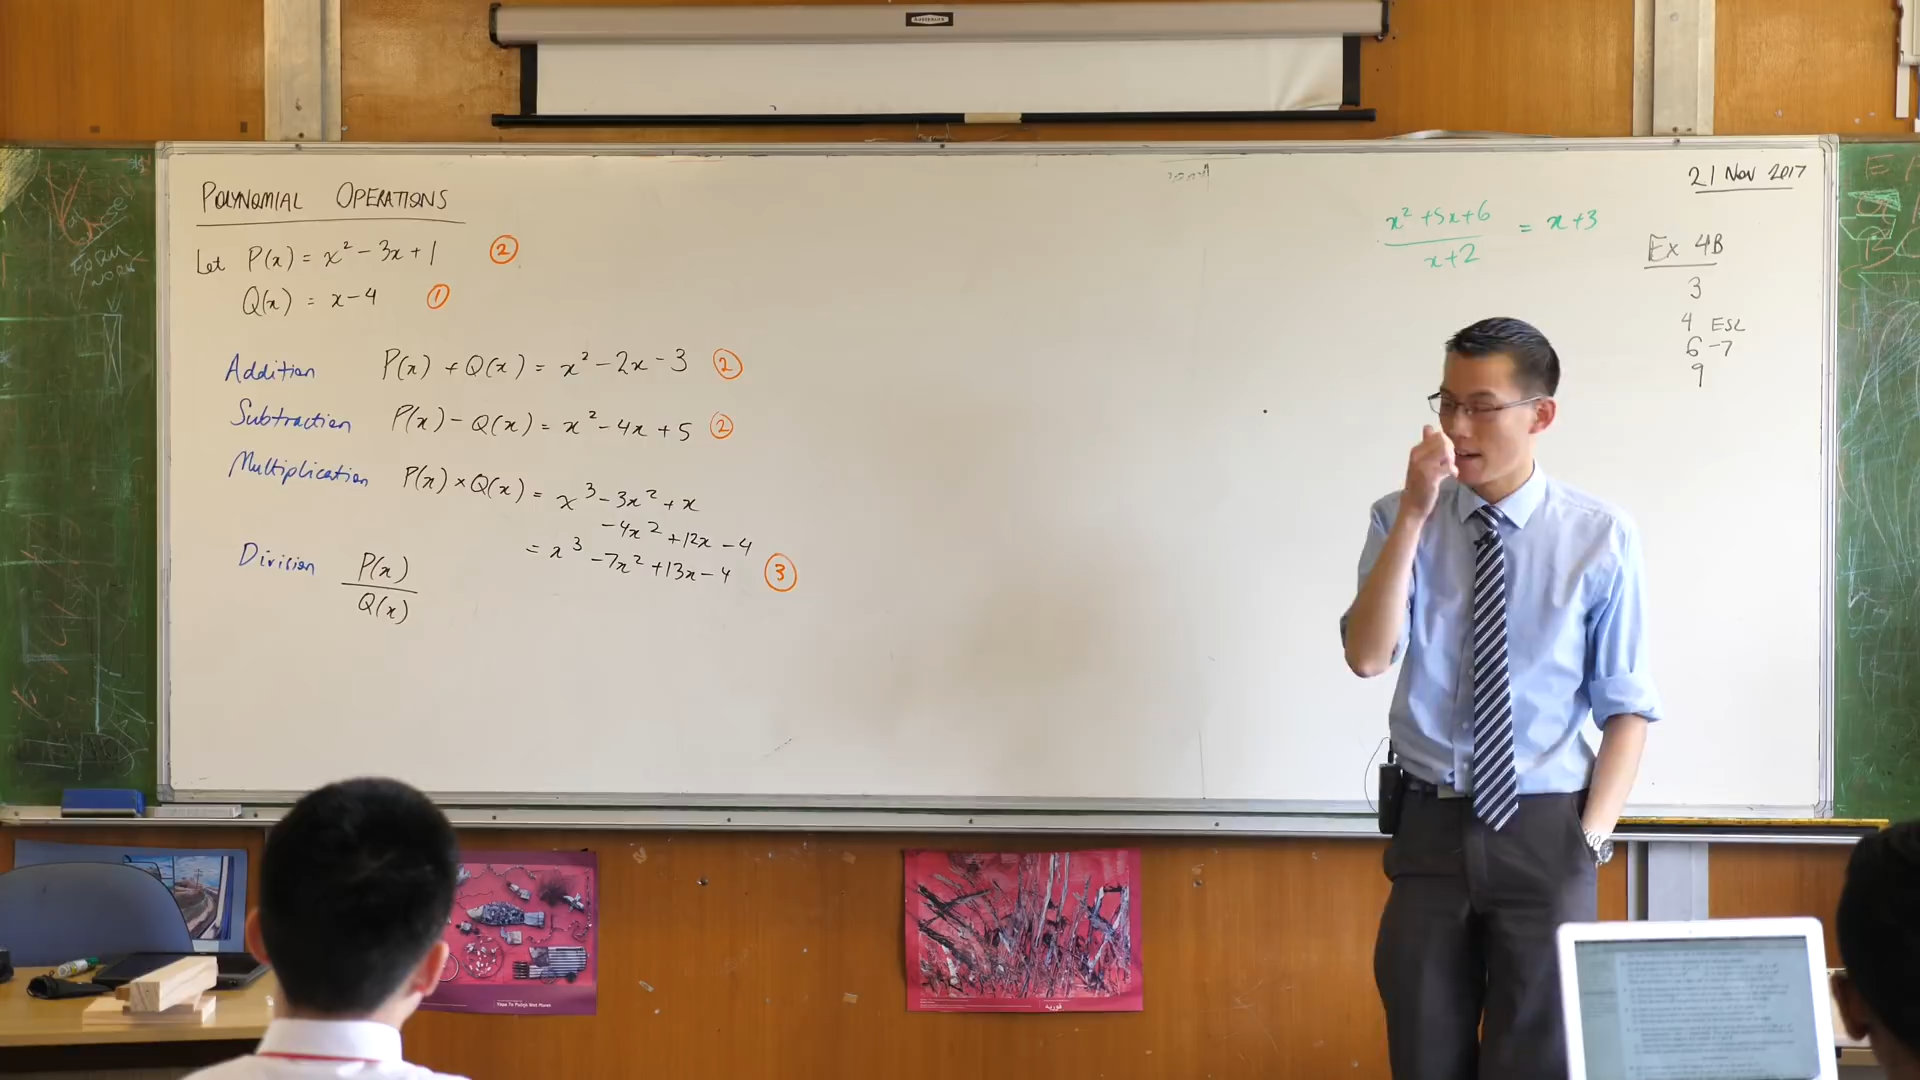 POLYNOMIAL OPERATIONS
Let P(x) = x² - 3x + 1 ②
Q(x) = x - 4 ①
Addition P(x) + Q(x) = x² - 2x - 3 ②
Subtraction P(x) - Q(x) = x² - 4x + 5 ②
Multiplication P(x) × Q(x) = x³ - 3x² + x
- 4x² + 12x - 4
= x³ - 7x² + 13x - 4 ③
Division P(x)
Q(x)
x² + 5x + 6
x + 2
= x + 3
21 Nov 2017
Ex 4B
3
4 ESL
6-7
9